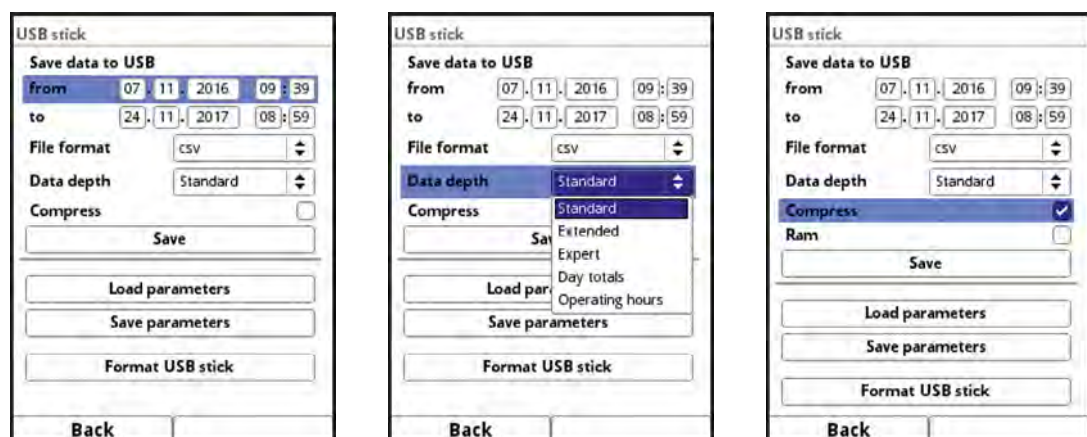 USB stick
Save data to USB
from 07 . 11 . 2016 09 : 39
to 24 . 11 . 2017 08 : 59
File format csv
Data depth Standard
Compress
Save
Load parameters
Save parameters
Format USB stick
Back
USB stick
Save data to USB
from 07 . 11 . 2016 09 : 39
to 24 . 11 . 2017 08 : 59
File format csv
Data depth Standard
Standard
Compress
Extended
Expert
Day totals
Operating hours
Save parameters
Format USB stick
Back
USB stick
Save data to USB
from 07 . 11 . 2016 09 : 39
to 24 . 11 . 2017 08 : 59
File format csv
Data depth Standard
Compress
Ram
Save
Load parameters
Save parameters
Format USB stick
Back